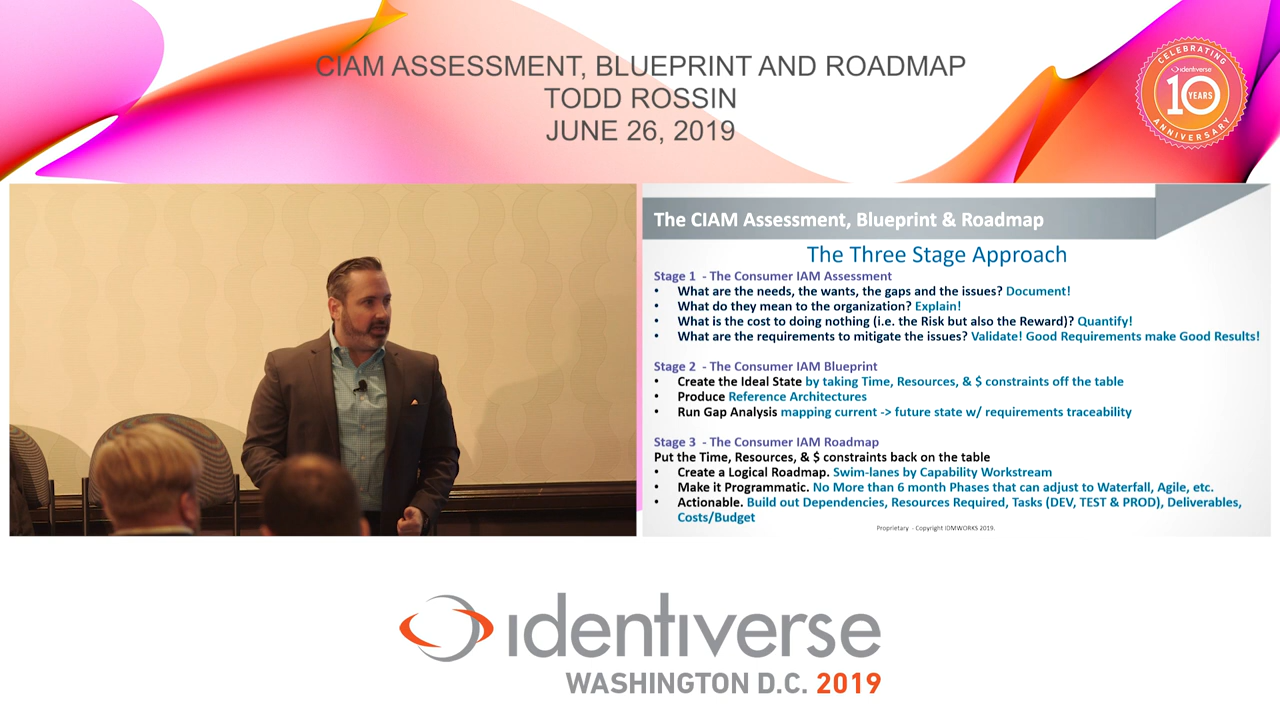 CIAM ASSESSMENT, BLUEPRINT AND ROADMAP
TODD ROSSIN
JUNE 26, 2019
CELEBRATING
identiverse
10 YEARS
ANNIVERSARY
The CIAM Assessment, Blueprint & Roadmap
The Three Stage Approach
Stage 1 - The Consumer IAM Assessment
• What are the needs, the wants, the gaps and the issues? Document!
• What do they mean to the organization? Explain!
• What is the cost to doing nothing (i.e. the Risk but also the Reward)? Quantify!
• What are the requirements to mitigate the issues? Validate! Good Requirements make Good Results!
Stage 2 - The Consumer IAM Blueprint
• Create the Ideal State by taking Time, Resources, & $ constraints off the table
• Produce Reference Architectures
• Run Gap Analysis mapping current -> future state w/ requirements traceability
Stage 3 - The Consumer IAM Roadmap
Put the Time, Resources, & $ constraints back on the table
• Create a Logical Roadmap. Swim-lanes by Capability Workstream
• Make it Programmatic. No More than 6 month Phases that can adjust to Waterfall, Agile, etc.
• Actionable. Build out Dependencies, Resources Required, Tasks (DEV, TEST & PROD), Deliverables,
Costs/Budget
Proprietary - Copyright IDMWORKS 2019.
identiverse
WASHINGTON D.C. 2019